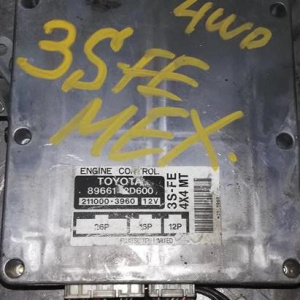 4WD
3SFE
MEX.
ENGINE CONTROL
TOYOTA
89661-2D600
211000-3960 12V
3S-FE
4X4 MT
26P 16P 12P